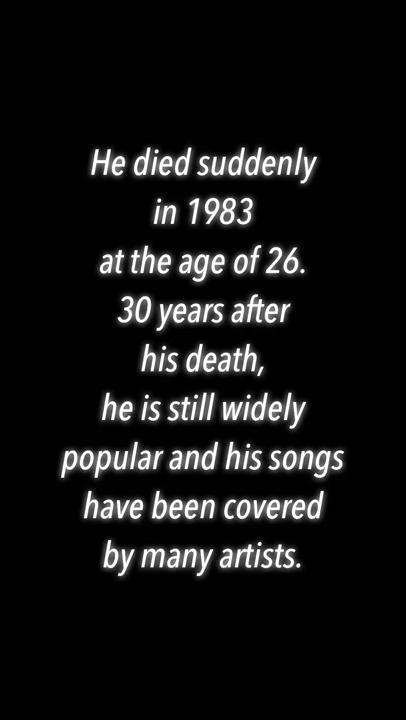 He died suddenly
in 1983
at the age of 26.
30 years after
his death,
he is still widely
popular and his songs
have been covered
by many artists.